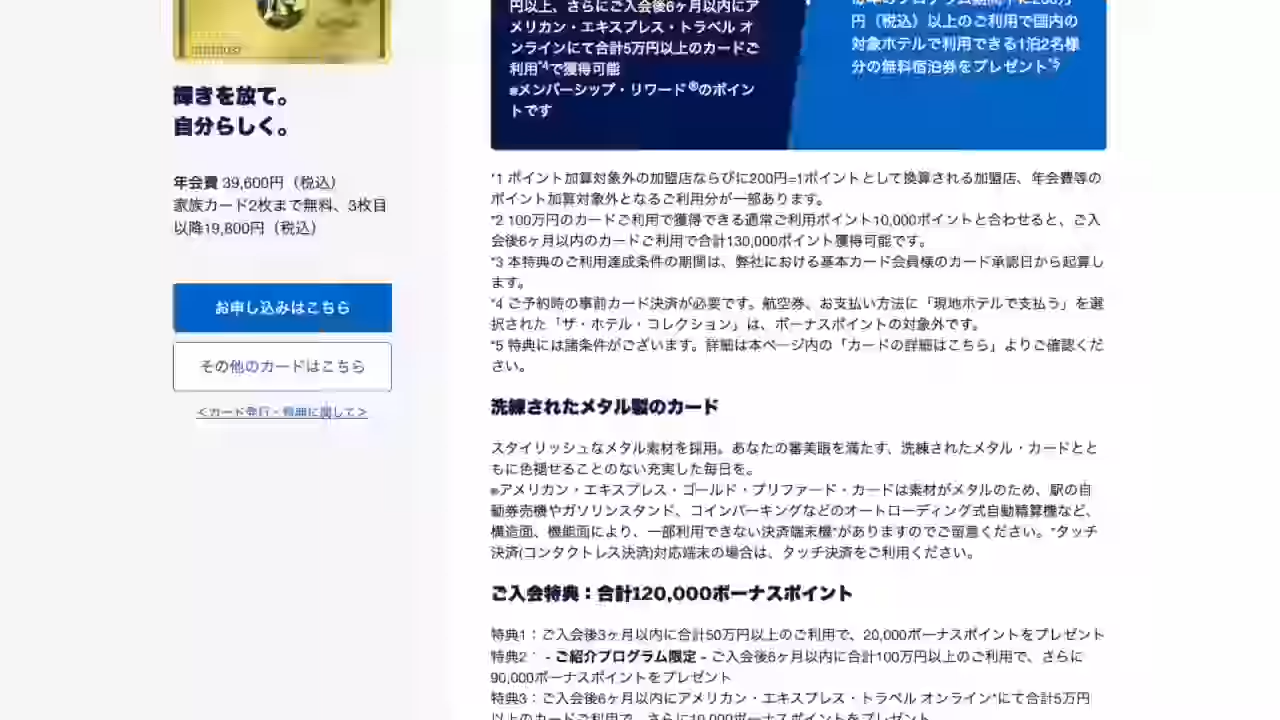 輝きを放て。
自分らしく。
年会費 39,600円（税込）
家族カード2枚まで無料、3枚目
以降19,800円（税込）
お申し込みはこちら
その他のカードはこちら
円以上、さらにご入会後6ヶ月以内にア
メリカン・エキスプレス・トラベル オ
ンラインにて合計5万円以上のカードご
利用*4で獲得可能
※メンバーシップ・リワード®のポイン
トです
円（税込）以上のご利用で国内の
対象ホテルで利用できる1泊2名様
分の無料宿泊券をプレゼント*5
*1 ポイント加算対象外の加盟店ならびに200円=1ポイントとして換算される加盟店、年会費等の
ポイント加算対象外となるご利用分が一部あります。
*2 100万円のカードご利用で獲得できる通常ご利用ポイント10,000ポイントと合わせると、ご入
会後6ヶ月以内のカードご利用で合計130,000ポイント獲得可能です。
*3 本特典のご利用達成条件の期間は、弊社における基本カード会員様のカード承認日から起算し
ます。
*4 ご予約時の事前カード決済が必要です。航空券、お支払い方法に「現地ホテルで支払う」を選
択された「ザ・ホテル・コレクション」は、ボーナスポイントの対象外です。
*5 特典には諸条件がございます。詳細は本ページ内の「カードの詳細はこちら」よりご確認くだ
さい。
洗練されたメタル製のカード
スタイリッシュなメタル素材を採用。あなたの審美眼を満たす、洗練されたメタル・カードとと
もに色褪せることのない充実した毎日を。
※アメリカン・エキスプレス・ゴールド・プリファード・カードは素材がメタルのため、駅の自
動券売機やガソリンスタンド、コインパーキングなどのオートローディング式自動精算機など、
構造面、機能面により、一部利用できない決済端末機*がありますのでご留意ください。*タッチ
決済(コンタクトレス決済)対応端末の場合は、タッチ決済をご利用ください。
ご入会特典：合計120,000ボーナスポイント
特典1：ご入会後3ヶ月以内に合計50万円以上のご利用で、20,000ボーナスポイントをプレゼント
特典2 - ご紹介プログラム限定 - ご入会後6ヶ月以内に合計100万円以上のご利用で、さらに
90,000ボーナスポイントをプレゼント
特典3：ご入会後6ヶ月以内にアメリカン・エキスプレス・トラベル オンライン*にて合計5万円
以上のカードご利用で、さらに10,000ボーナスポイントをプレゼント